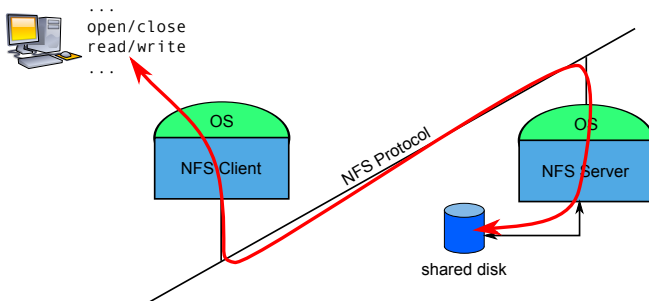 ...
open/close
read/write
...
OS
NFS Client
NFS Protocol
OS
NFS Server
shared disk